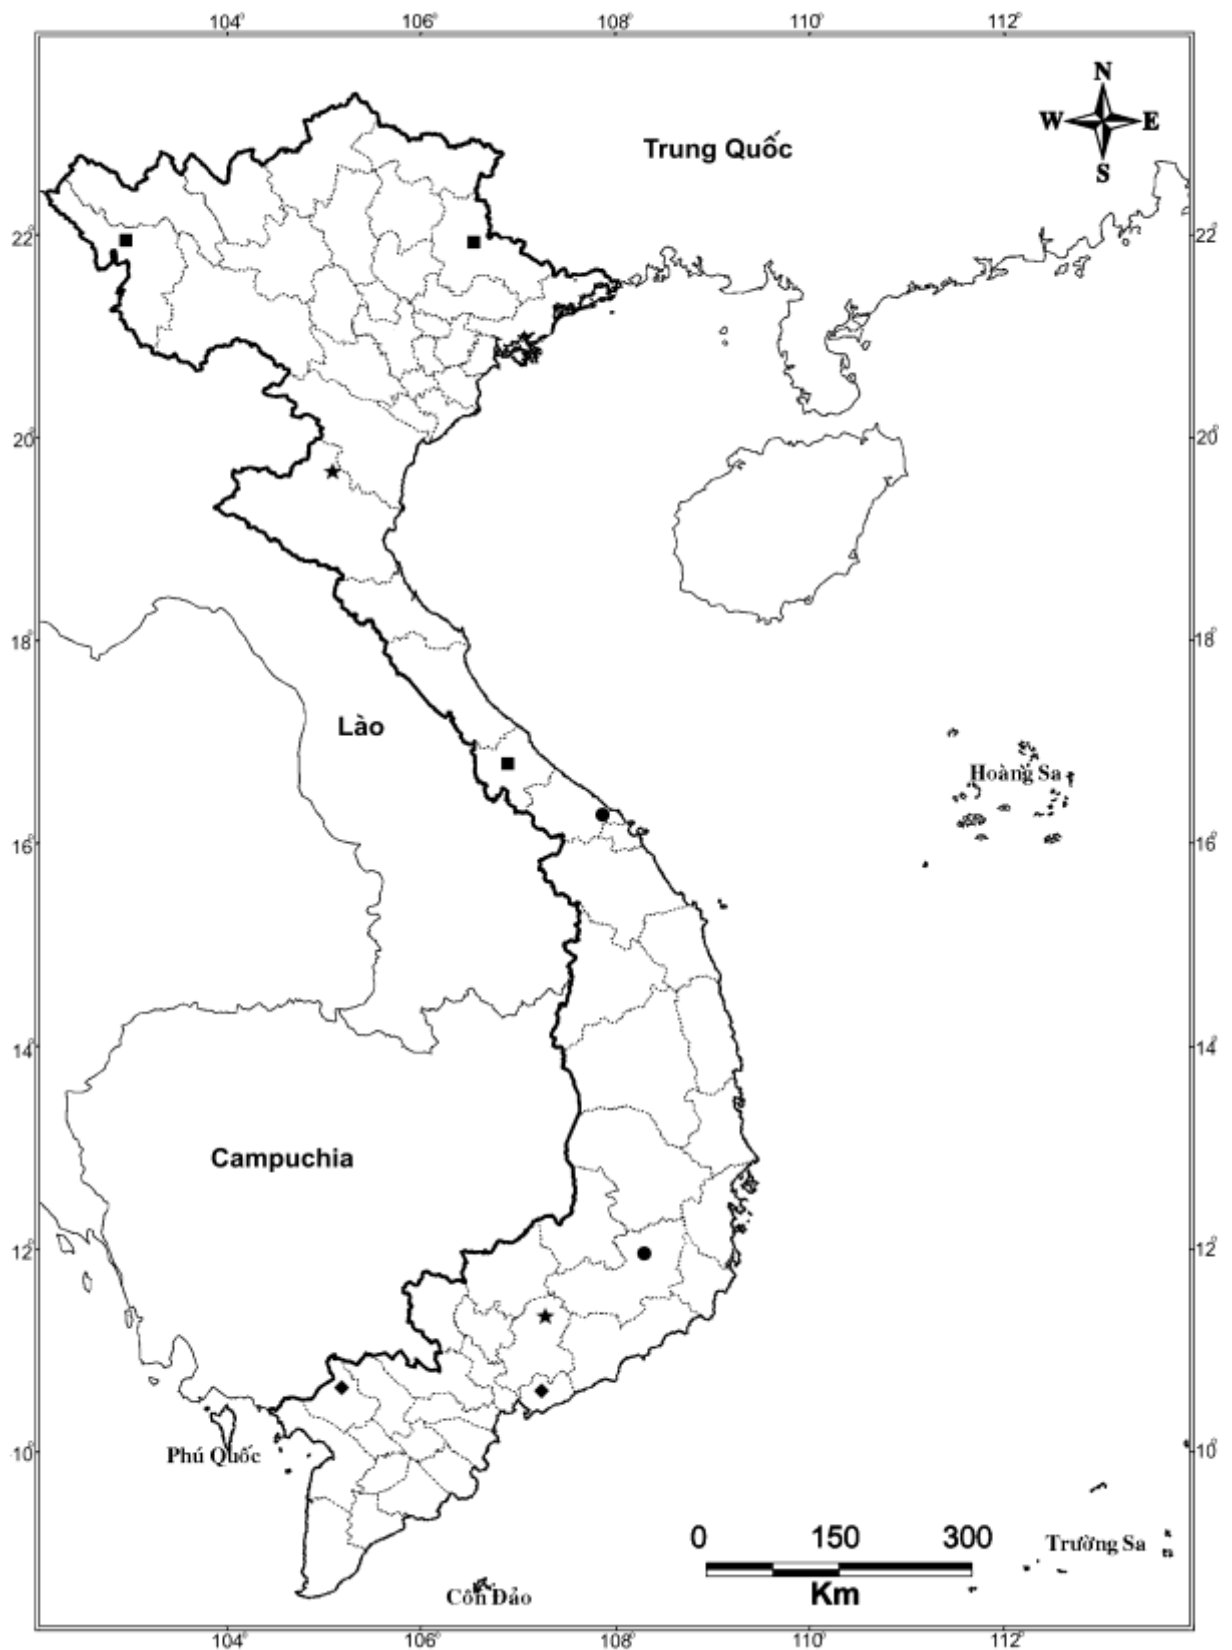 104° 106° 108° 110° 112°
N
W E
S
Trung Quốc
22° 22°
20° 20°
18° 18°
Lào
Hoàng Sa
16° 16°
14° 14°
Campuchia
12° 12°
10° 10°
Phú Quốc
0 150 300
Km
Trường Sa
Côn Đảo
104° 106° 108° 110° 112°